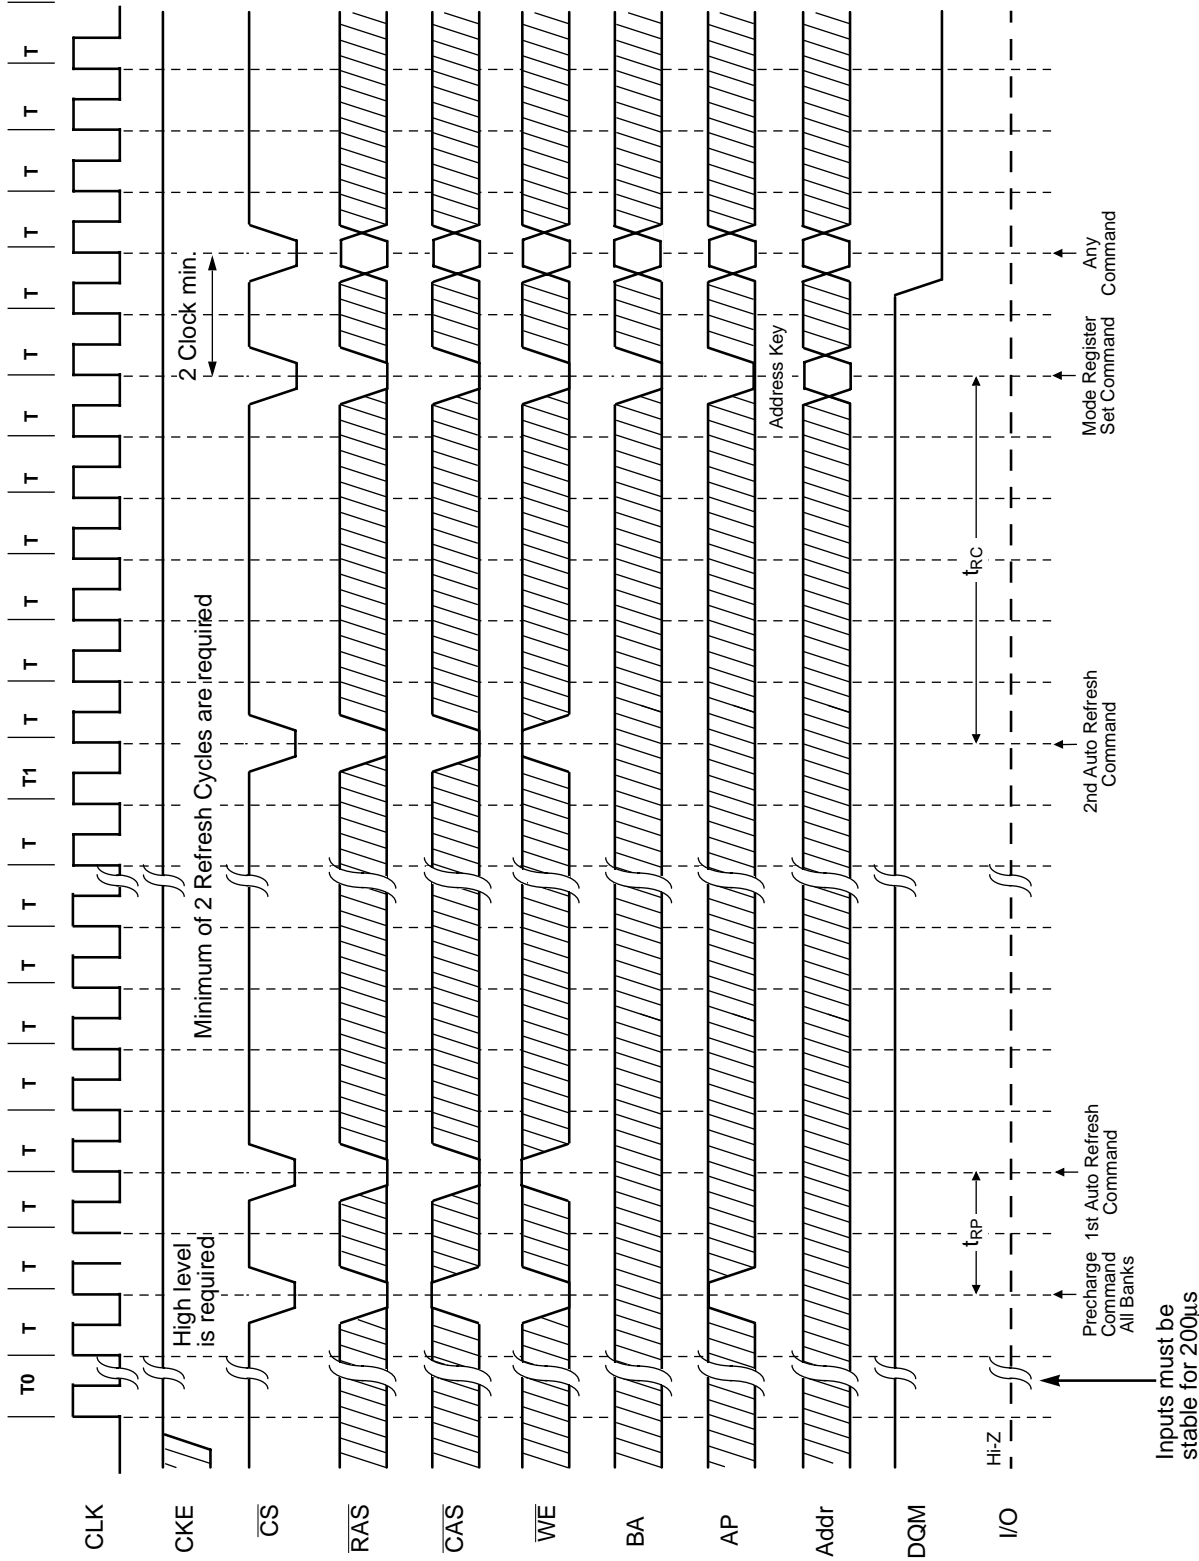 T0 T T T T T T T T T T1 T T T T T T T T T T T T
CLK
CKE
High level
is required
Minimum of 2 Refresh Cycles are required
2 Clock min.
CS
RAS
CAS
WE
BA
AP
Address Key
Addr
DQM
tRP
tRC
Hi-Z
I/O
Precharge
Command
All Banks
1st Auto Refresh
Command
2nd Auto Refresh
Command
Mode Register
Set Command
Any
Command
Inputs must be
stable for 200µs